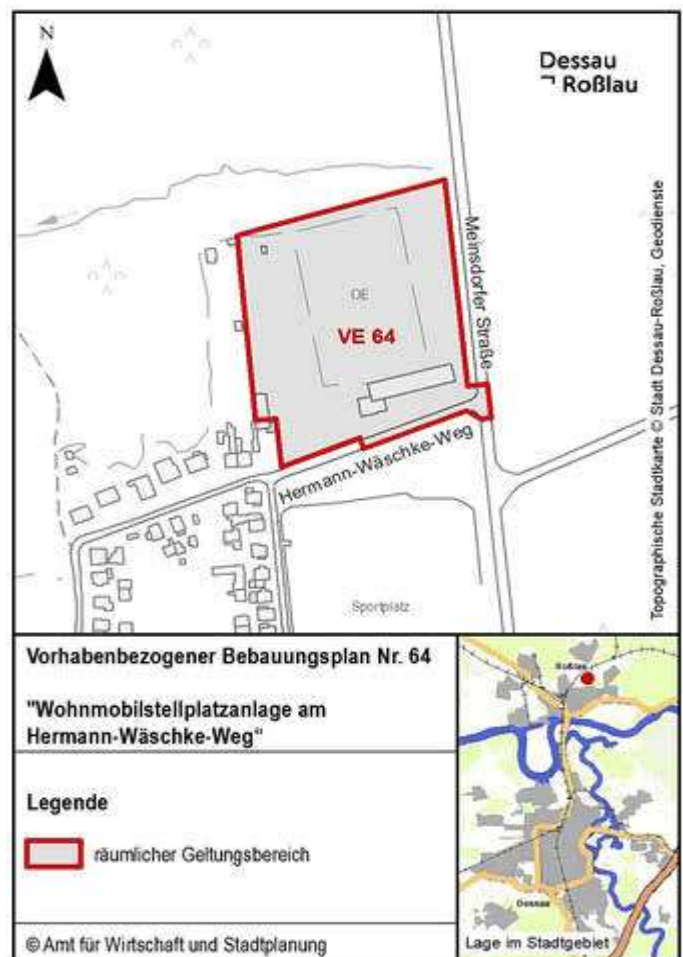 N
Dessau
Roßlau
Meinsdorfer Straße
OE
VE 64
Hermann-Wäschke-Weg
Sportplatz
Topographische Stadtkarte © Stadt Dessau-Roßlau, Geodienste
Vorhabenbezogener Bebauungsplan Nr. 64
"Wohnmobilstellplatzanlage am
Hermann-Wäschke-Weg“
Legende
räumlicher Geltungsbereich
© Amt für Wirtschaft und Stadtplanung
Roßlau
Dessau
Lage im Stadtgebiet